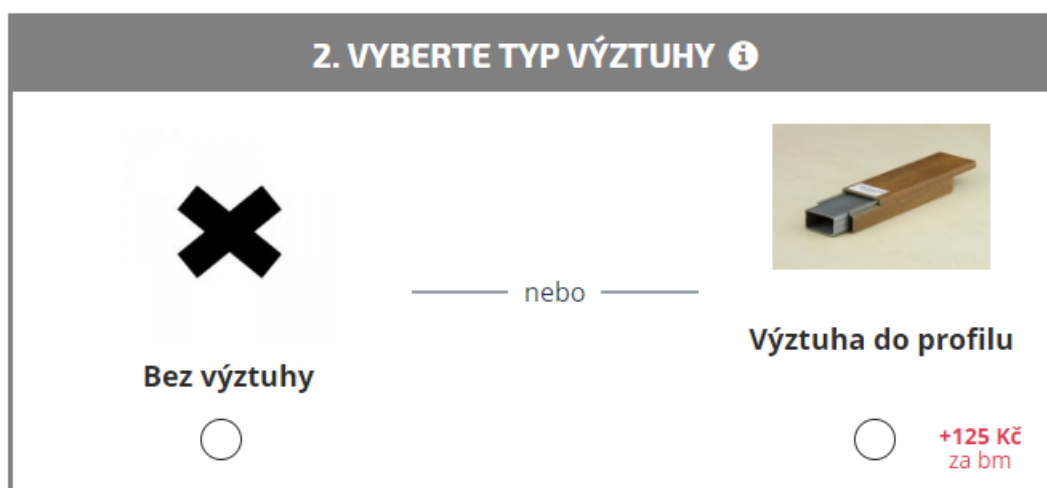 2. VYBERTE TYP VÝZTUHY
nebo
Bez výztuhy
Výztuha do profilu
+125 Kč
za bm